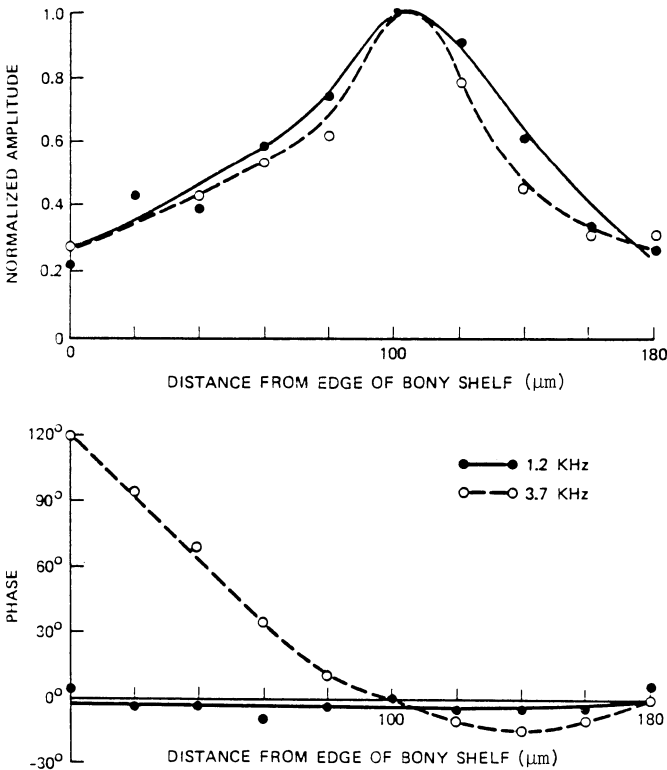 1.0
0.8
0.6
0.4
0.2
0
NORMALIZED AMPLITUDE
0 100 180
DISTANCE FROM EDGE OF BONY SHELF (μm)
120°
90°
60°
30°
0°
-30°
PHASE
1.2 KHz
3.7 KHz
100 180
DISTANCE FROM EDGE OF BONY SHELF (μm)